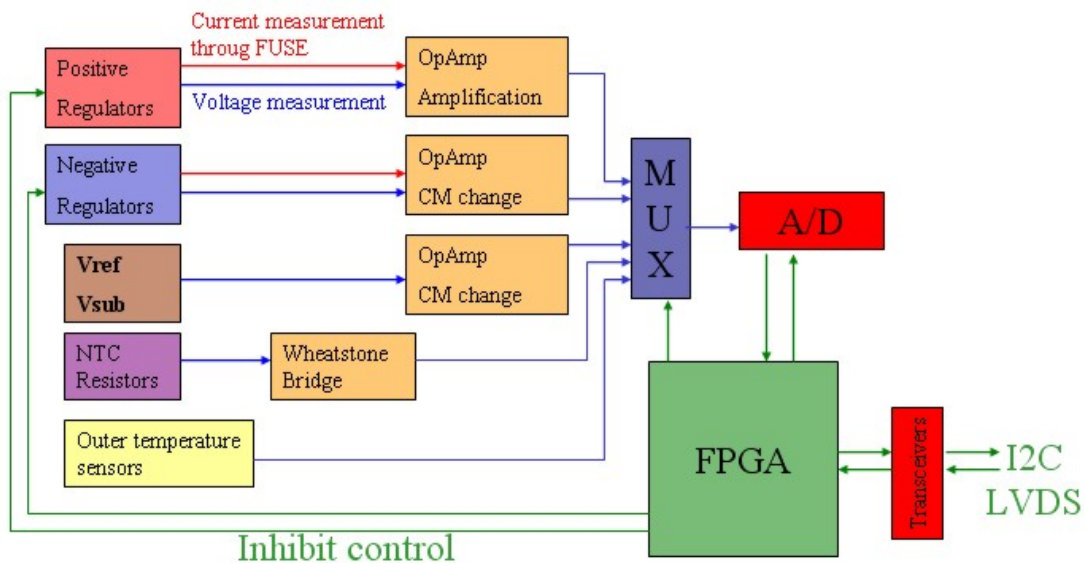 Current measurement
throug FUSE
Positive
Regulators
Voltage measurement
OpAmp
Amplification
Negative
Regulators
OpAmp
CM change
Vref
Vsub
OpAmp
CM change
NTC
Resistors
Wheatstone
Bridge
Outer temperature
sensors
M
U
X
A/D
FPGA
Transceivers
I2C
LVDS
Inhibit control